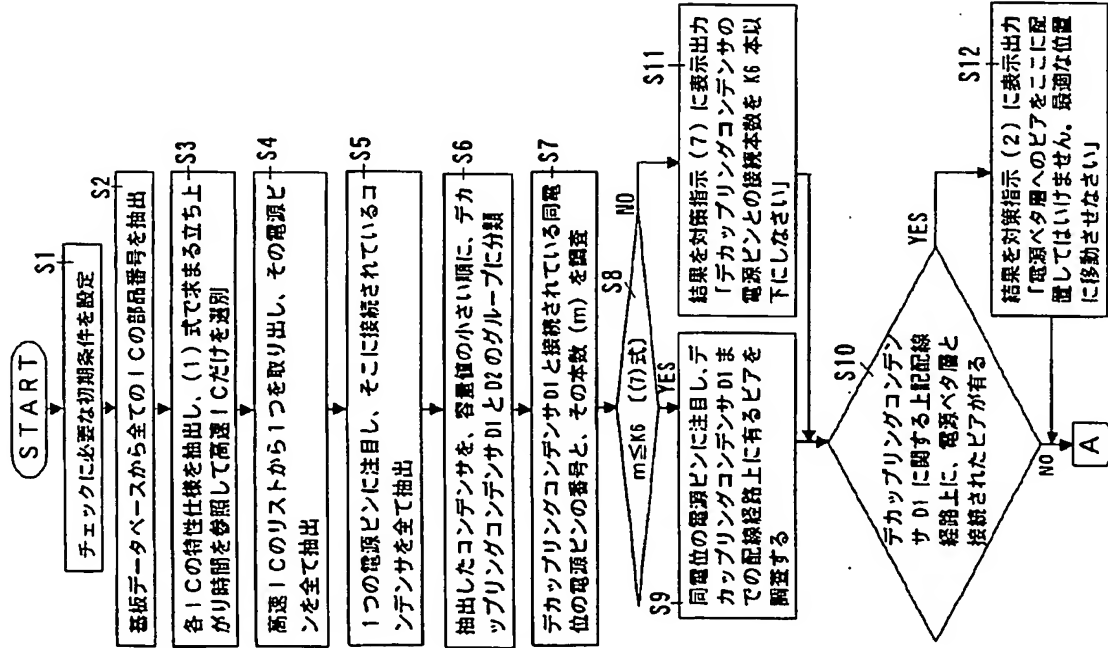 START
S1
チェックに必要な初期条件を設定
S2
基板データベースから全てのICの部品番号を抽出
S3
各ICの特性仕様を抽出し、(1)式で求まる立ち上
がり時間を参照して高速ICだけを選別
S4
高速ICのリストから1つを取り出し、その電源ピ
ンを全て抽出
S5
1つの電源ピンに注目し、そこに接続されているコ
ンデンサを全て抽出
S6
抽出したコンデンサを、容量値の小さい順に、デカ
ップリングコンデンサD1とD2のグループに分類
S7
デカップリングコンデンサD1と接続されている同電
位の電源ピンの番号と、その本数(m)を調査
S8
m≦K6 ((7)式)
NO
YES
S9
同電位の電源ピンに注目し、デ
カップリングコンデンサD1ま
での配線経路上に有るビアを
調査する
S11
結果を対策指示(7)に表示出力
「デカップリングコンデンサの
電源ピンとの接続本数を K6 本以
下にしなさい」
S10
デカップリングコンデン
サD1に関する上記配線
経路上に、電源ベタ層と
接続されたビアが有る
YES
NO
S12
結果を対策指示(2)に表示出力
「電源ベタ層へのビアをここに配
置してはいけません。最適な位置
に移動させなさい」
A